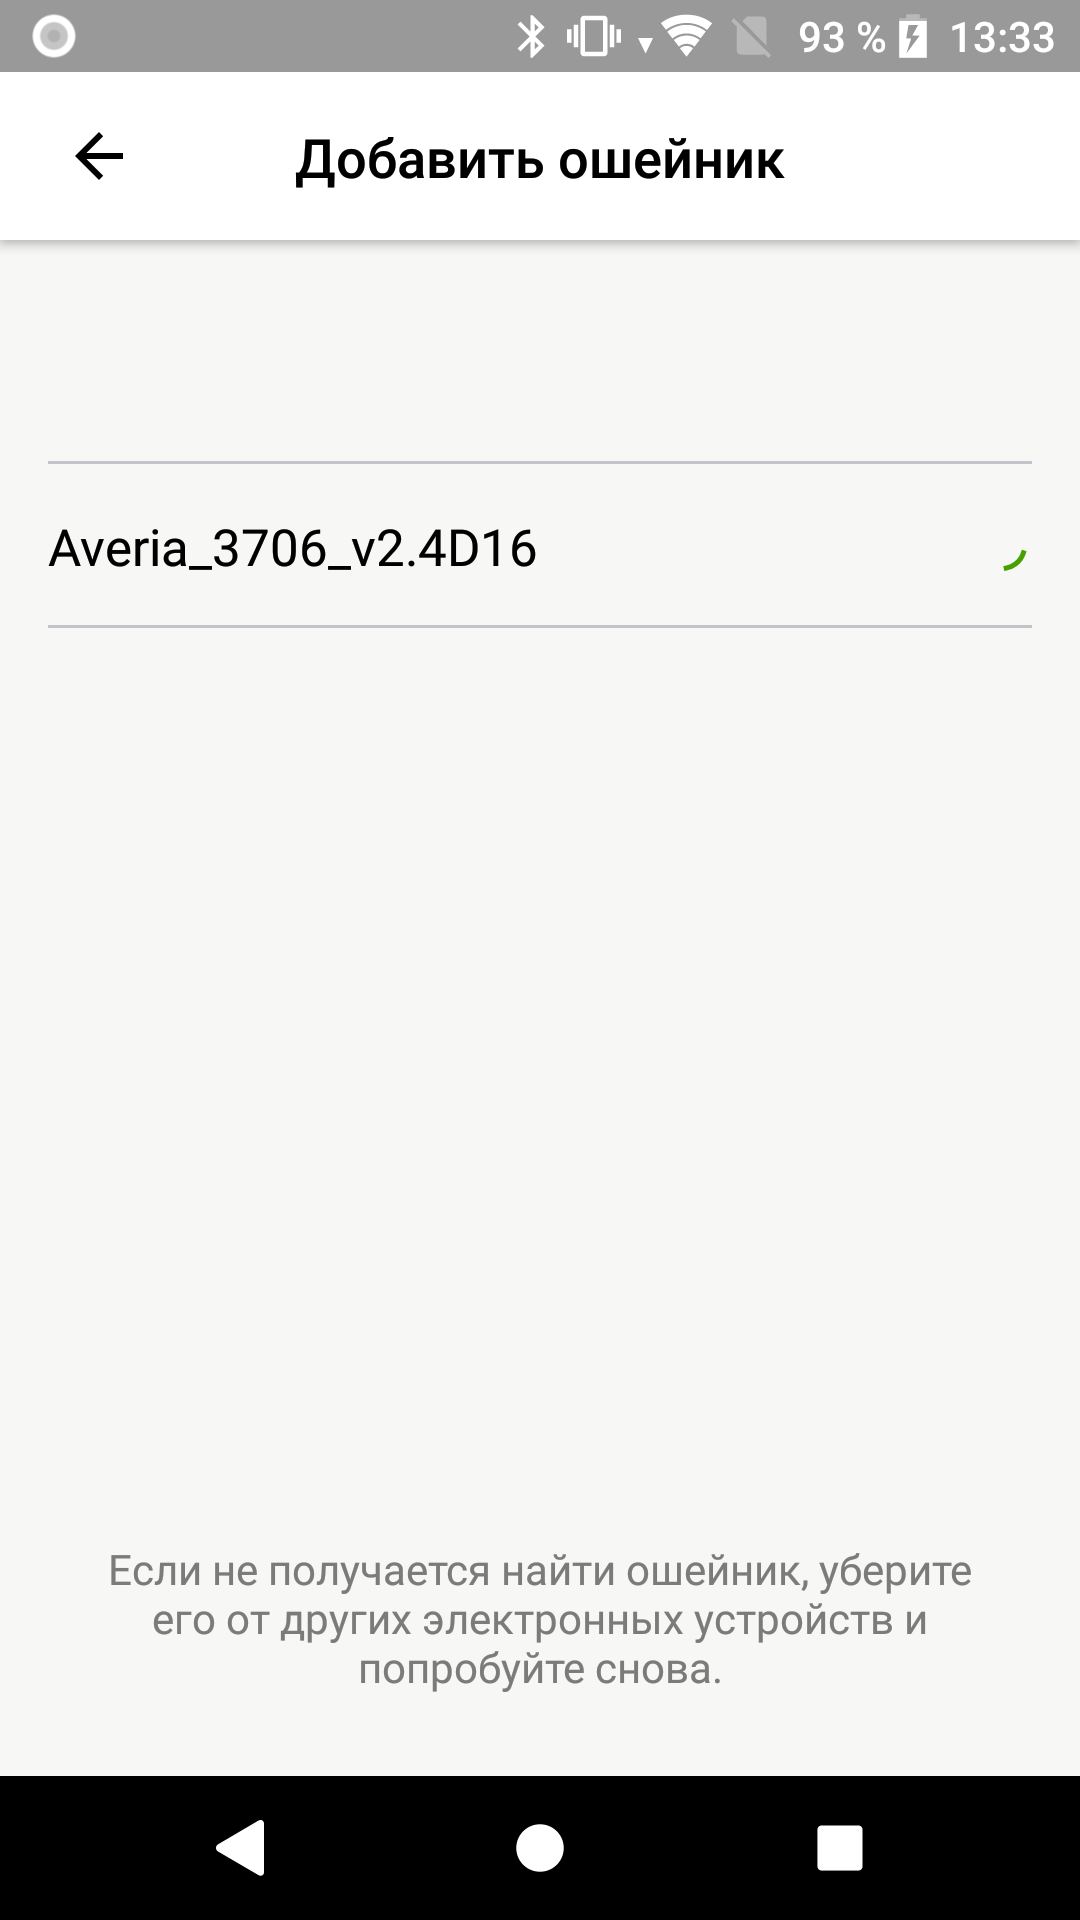 93 % 13:33
Добавить ошейник
Averia_3706_v2.4D16
Если не получается найти ошейник, уберите
его от других электронных устройств и
попробуйте снова.